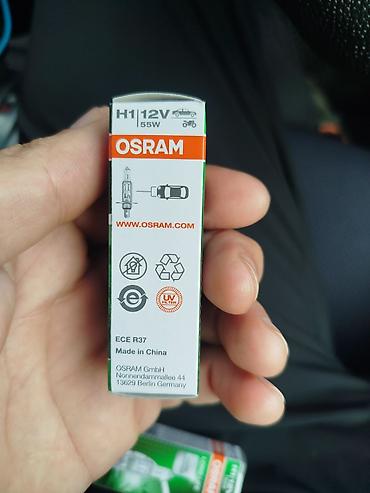 H1 12V
55W
OSRAM
WWW.OSRAM.COM
e
UV
FILTER
ECE R37
Made in China
OSRAM GmbH
Nonnendammallee 44
13629 Berlin Germany